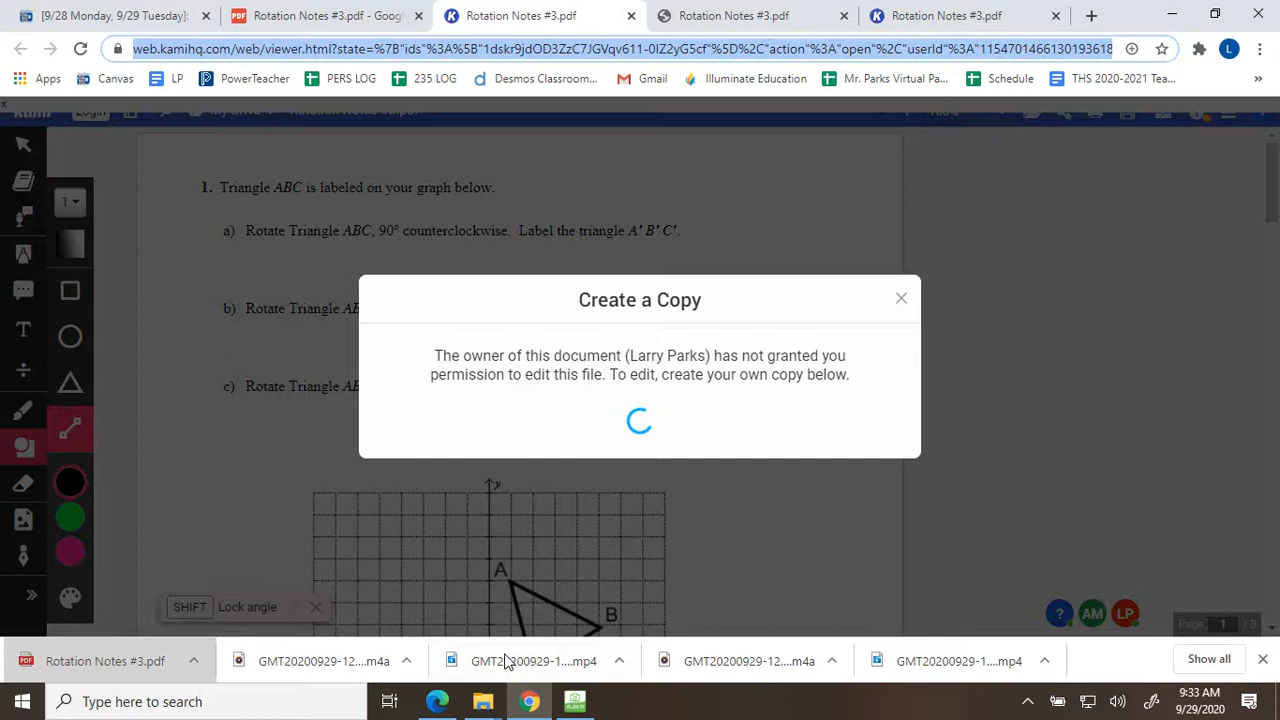 [9/28 Monday, 9/29 Tuesday]:
Rotation Notes #3.pdf - Goog
Rotation Notes #3.pdf
Rotation Notes #3.pdf
Rotation Notes #3.pdf
web.kamihq.com/web/viewer.html?state=%7B"ids"%3A%5B"1dskr9jdOD3ZzC7JGVqv611-0IZ2yG5cf"%5D%2C"action"%3A"open"%2C"userId"%3A"1154701466130193618
L
Apps
Canvas
LP
PowerTeacher
PERS LOG
235 LOG
Desmos Classroom...
Gmail
Illuminate Education
Mr. Parks Virtual Pa...
Schedule
THS 2020-2021 Tea...
»
x
1. Triangle ABC is labeled on your graph below.
a) Rotate Triangle ABC, 90° counterclockwise. Label the triangle A′ B′ C′.
b) Rotate Triangle AB
c) Rotate Triangle AB
1
Create a Copy
The owner of this document (Larry Parks) has not granted you
permission to edit this file. To edit, create your own copy below.
y
A
B
SHIFT Lock angle
? AM LP
Page 1 / 3
Rotation Notes #3.pdf
GMT20200929-12....m4a
GMT20200929-1....mp4
GMT20200929-12....m4a
GMT20200929-1....mp4
Show all
Type here to search
9:33 AM
9/29/2020